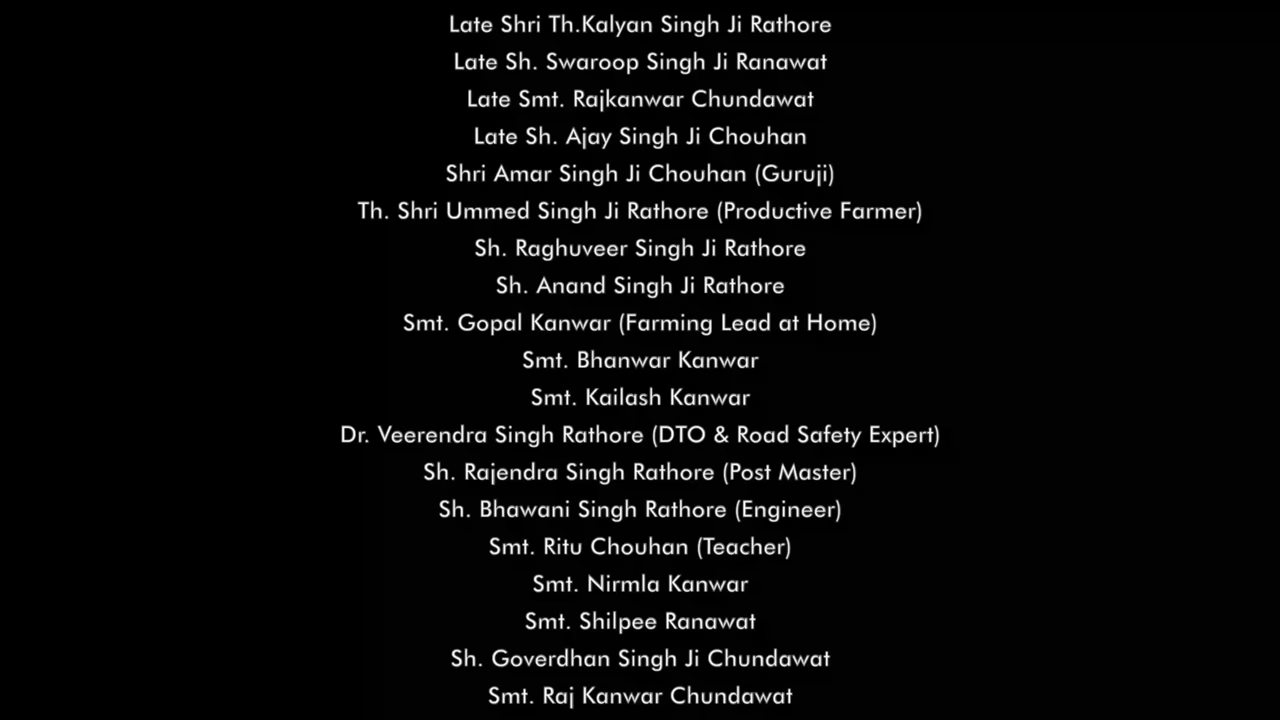 Late Shri Th.Kalyan Singh Ji Rathore
Late Sh. Swaroop Singh Ji Ranawat
Late Smt. Rajkanwar Chundawat
Late Sh. Ajay Singh Ji Chouhan
Shri Amar Singh Ji Chouhan (Guruji)
Th. Shri Ummed Singh Ji Rathore (Productive Farmer)
Sh. Raghuveer Singh Ji Rathore
Sh. Anand Singh Ji Rathore
Smt. Gopal Kanwar (Farming Lead at Home)
Smt. Bhanwar Kanwar
Smt. Kailash Kanwar
Dr. Veerendra Singh Rathore (DTO & Road Safety Expert)
Sh. Rajendra Singh Rathore (Post Master)
Sh. Bhawani Singh Rathore (Engineer)
Smt. Ritu Chouhan (Teacher)
Smt. Nirmla Kanwar
Smt. Shilpee Ranawat
Sh. Goverdhan Singh Ji Chundawat
Smt. Raj Kanwar Chundawat